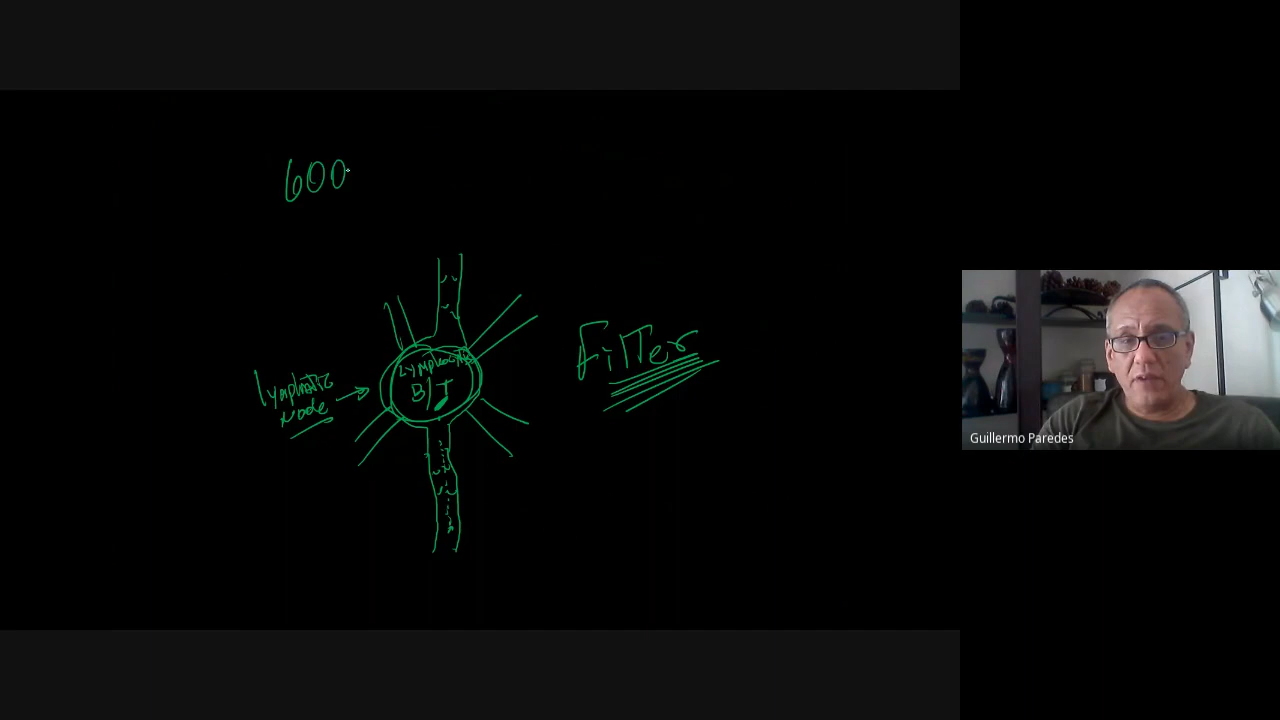 600
Lymphocytes
B/T
Lymphatic
Node
Filter
Guillermo Paredes